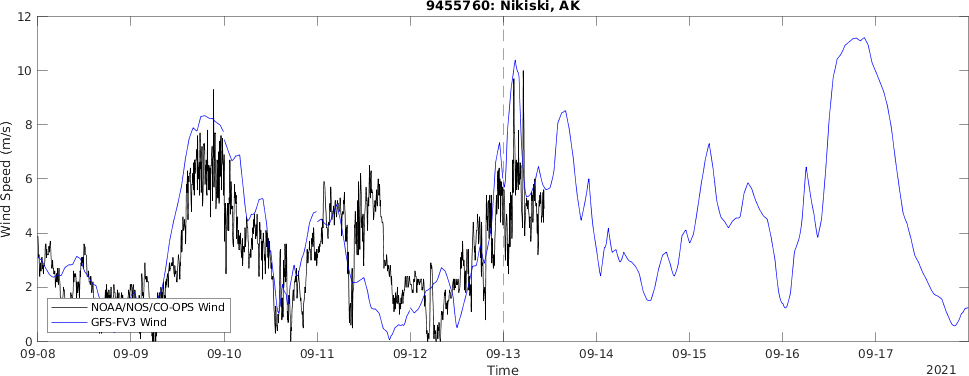 9455760: Nikiski, AK
12
10
8
6
4
2
0
Wind Speed (m/s)
NOAA/NOS/CO-OPS Wind
GFS-FV3 Wind
09-08 09-09 09-10 09-11 09-12 09-13 09-14 09-15 09-16 09-17
Time
2021